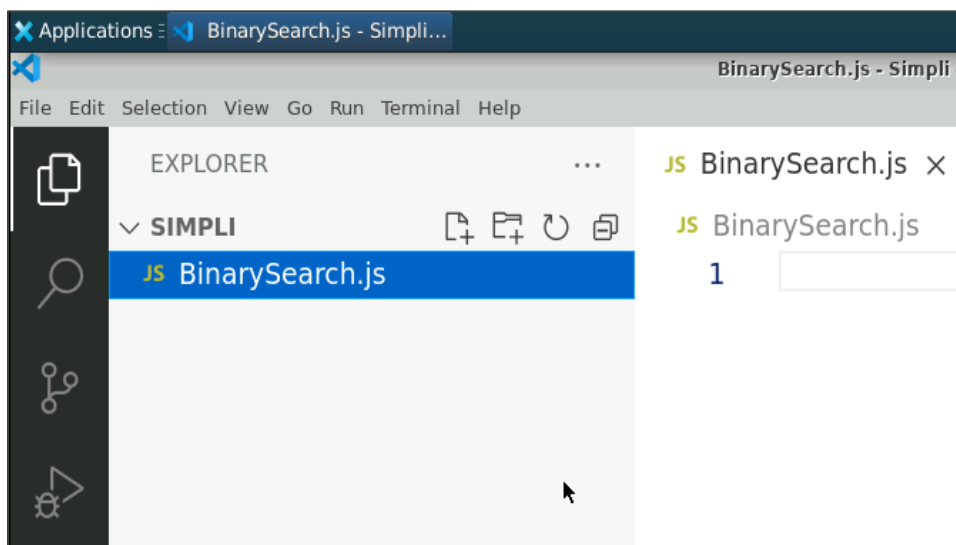 Applications BinarySearch.js - Simpli...
BinarySearch.js - Simpli -
File Edit Selection View Go Run Terminal Help
EXPLORER ...
JS BinarySearch.js
SIMPLI
JS BinarySearch.js
JS BinarySearch.js
1